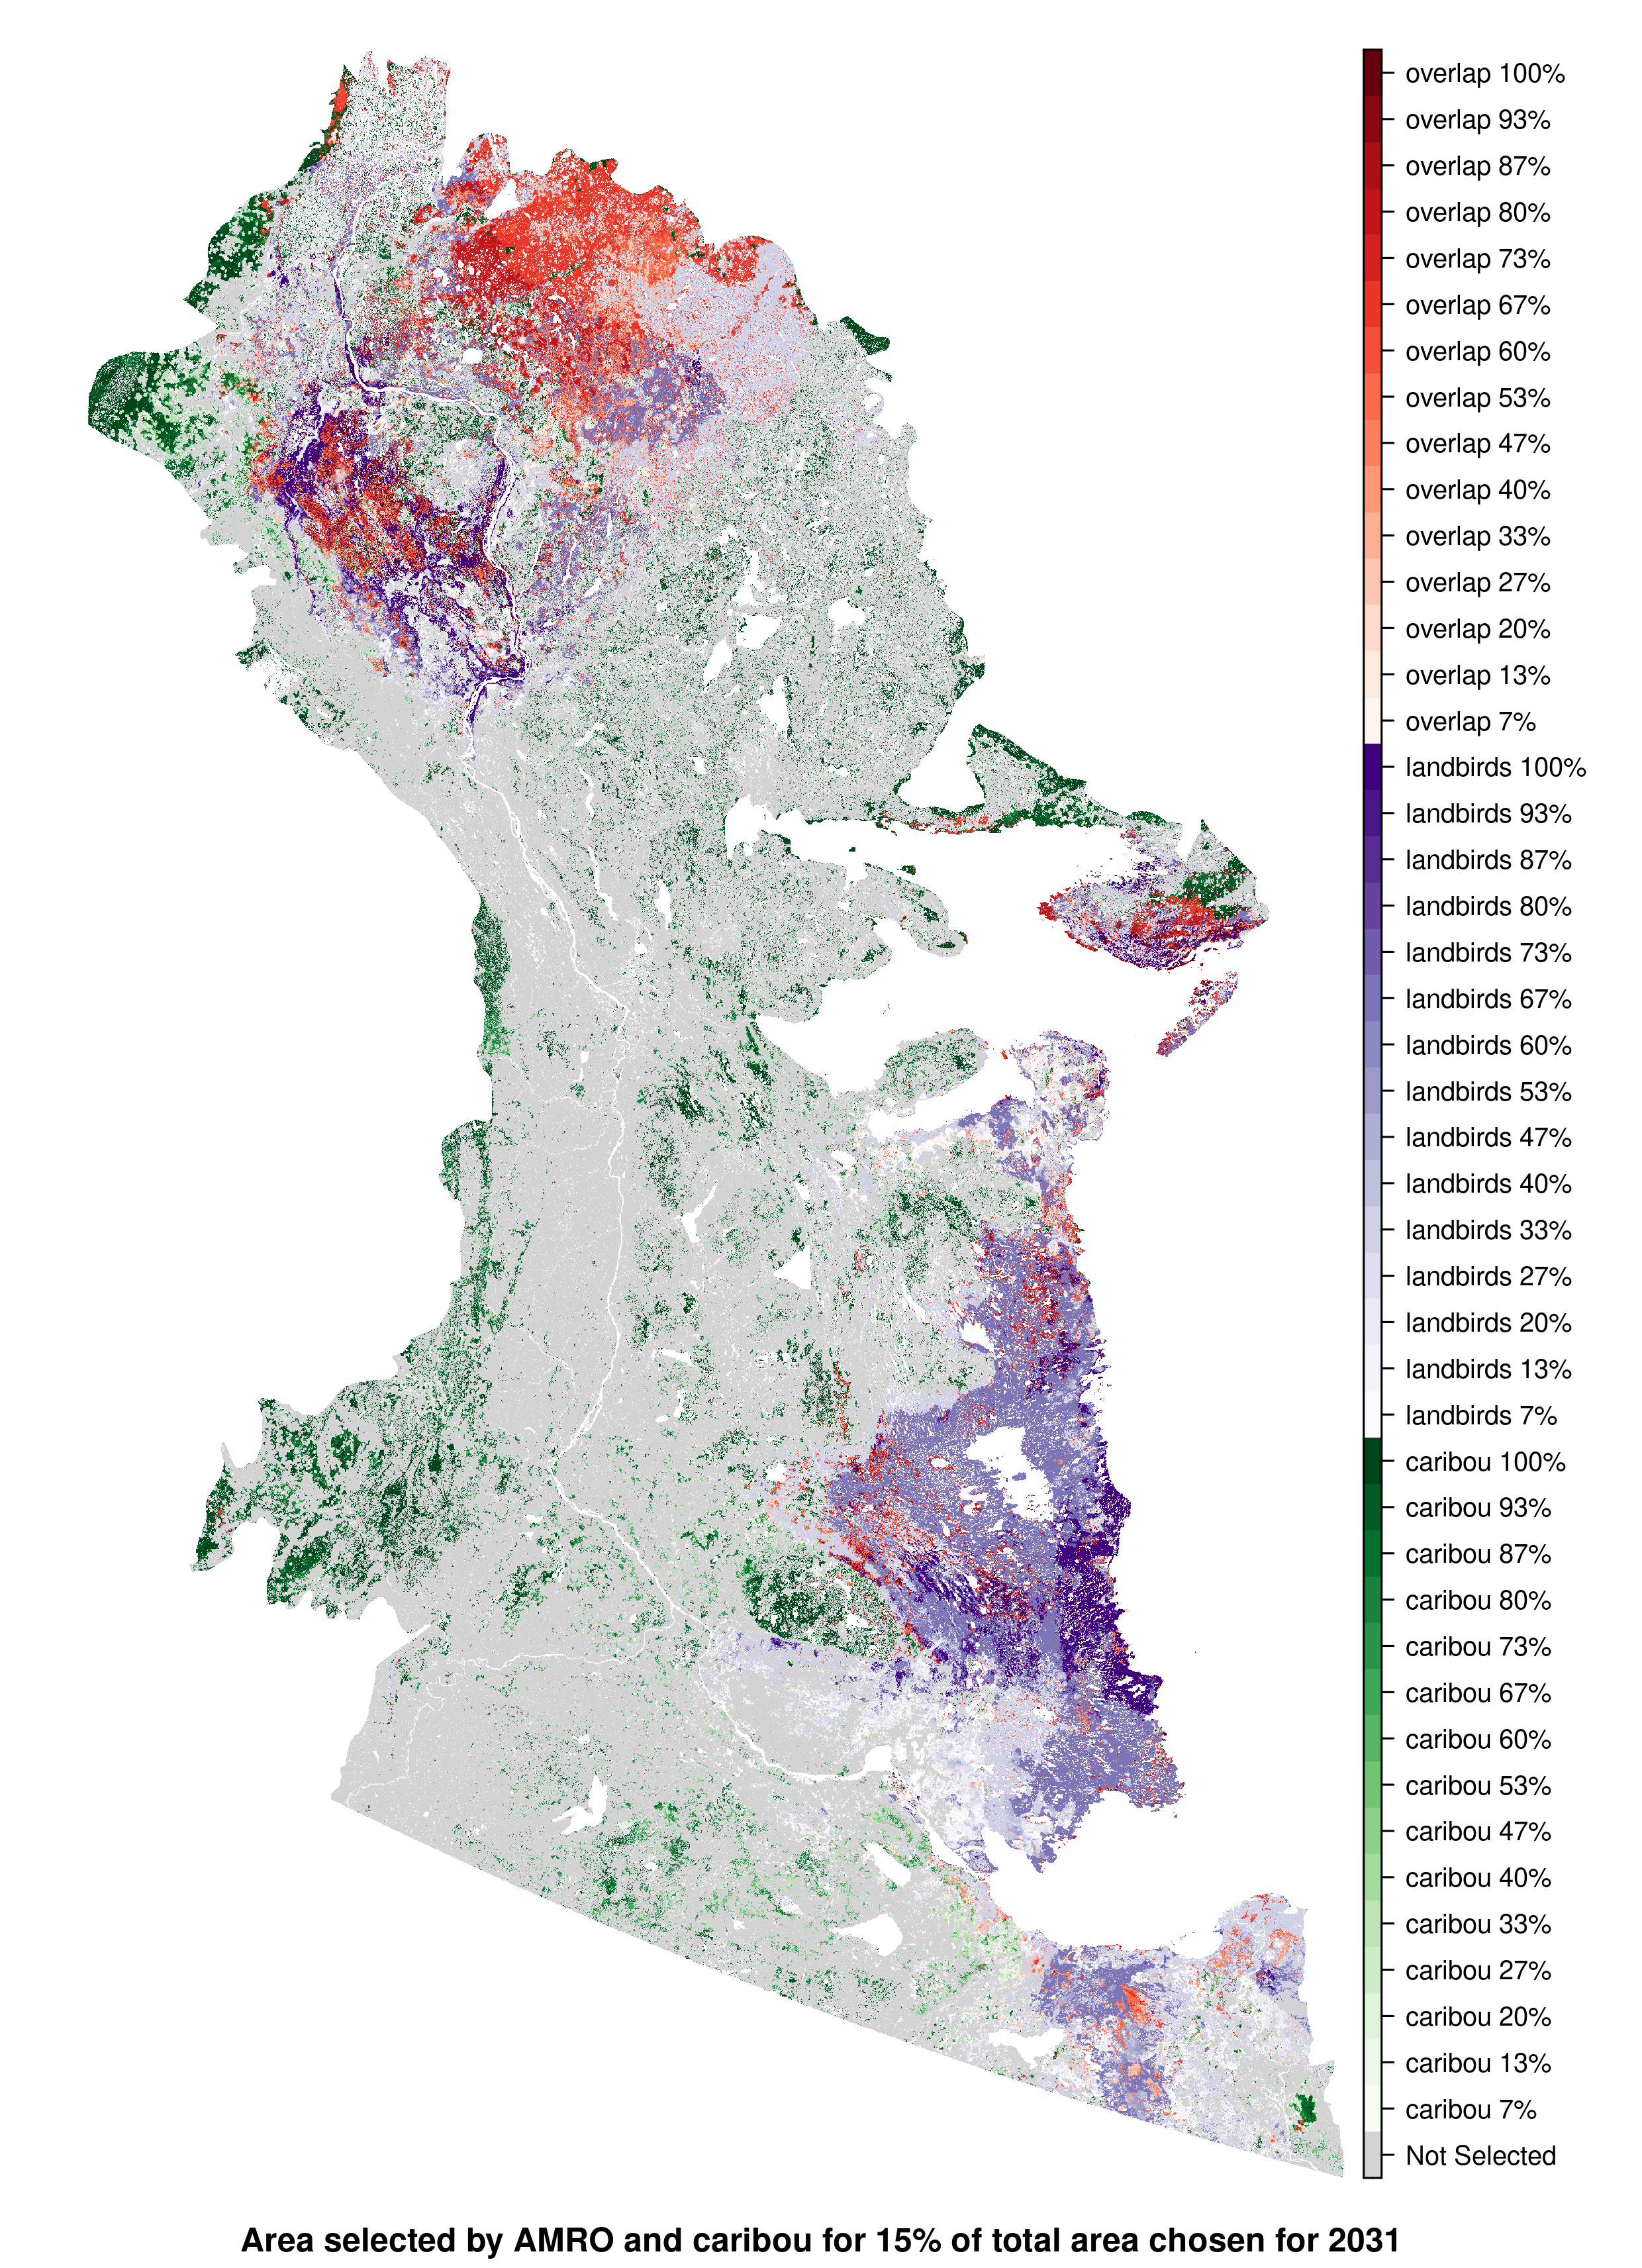 overlap 100%
overlap 93%
overlap 87%
overlap 80%
overlap 73%
overlap 67%
overlap 60%
overlap 53%
overlap 47%
overlap 40%
overlap 33%
overlap 27%
overlap 20%
overlap 13%
overlap 7%
landbirds 100%
landbirds 93%
landbirds 87%
landbirds 80%
landbirds 73%
landbirds 67%
landbirds 60%
landbirds 53%
landbirds 47%
landbirds 40%
landbirds 33%
landbirds 27%
landbirds 20%
landbirds 13%
landbirds 7%
caribou 100%
caribou 93%
caribou 87%
caribou 80%
caribou 73%
caribou 67%
caribou 60%
caribou 53%
caribou 47%
caribou 40%
caribou 33%
caribou 27%
caribou 20%
caribou 13%
caribou 7%
Not Selected
Area selected by AMRO and caribou for 15% of total area chosen for 2031